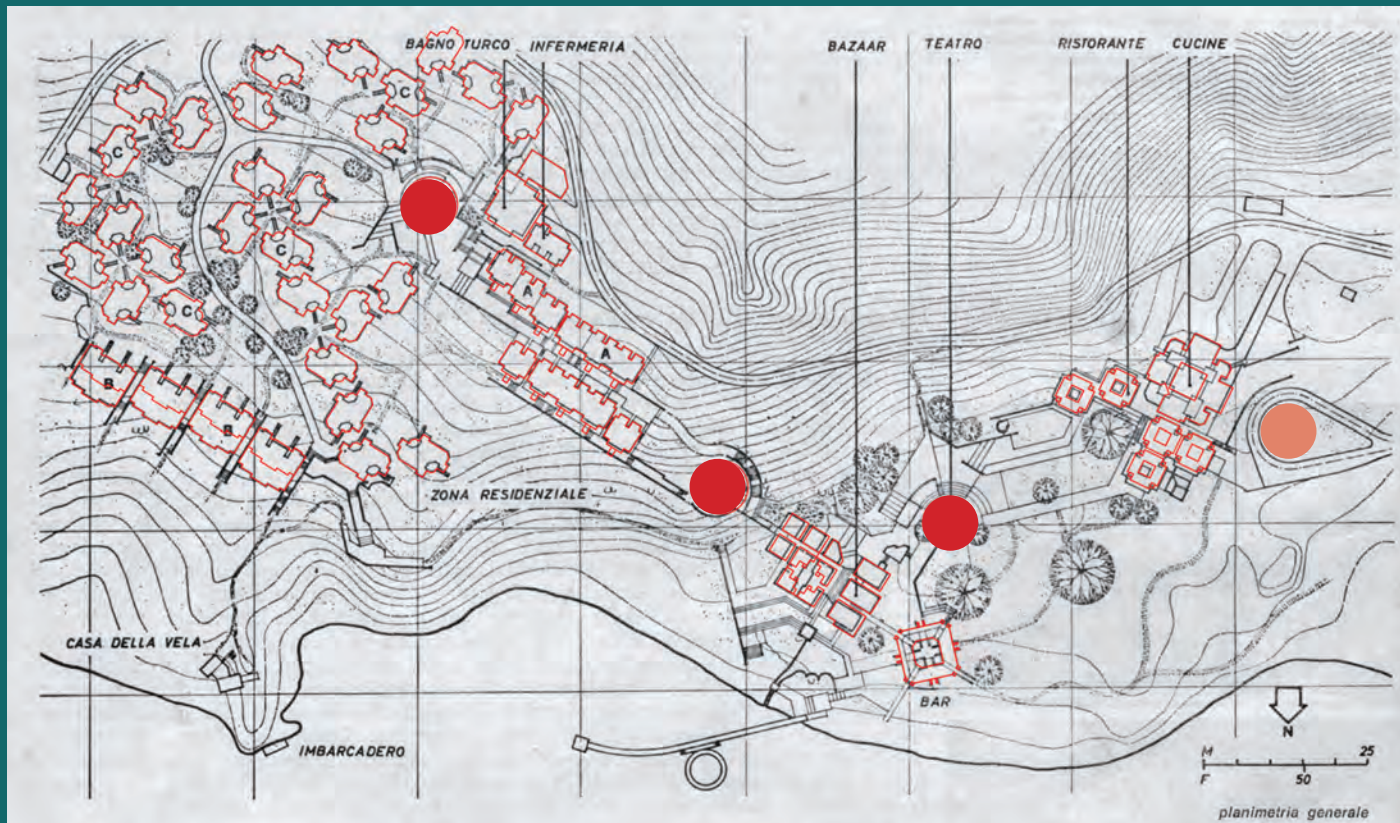 BAGNO TURCO INFERMERIA BAZAAR TEATRO RISTORANTE CUCINE
C
C
C
C
A
A
B
B
ZONA RESIDENZIALE
CASA DELLA VELA
BAR
IMBARCADERO
N
M 25
F 50
planimetria generale